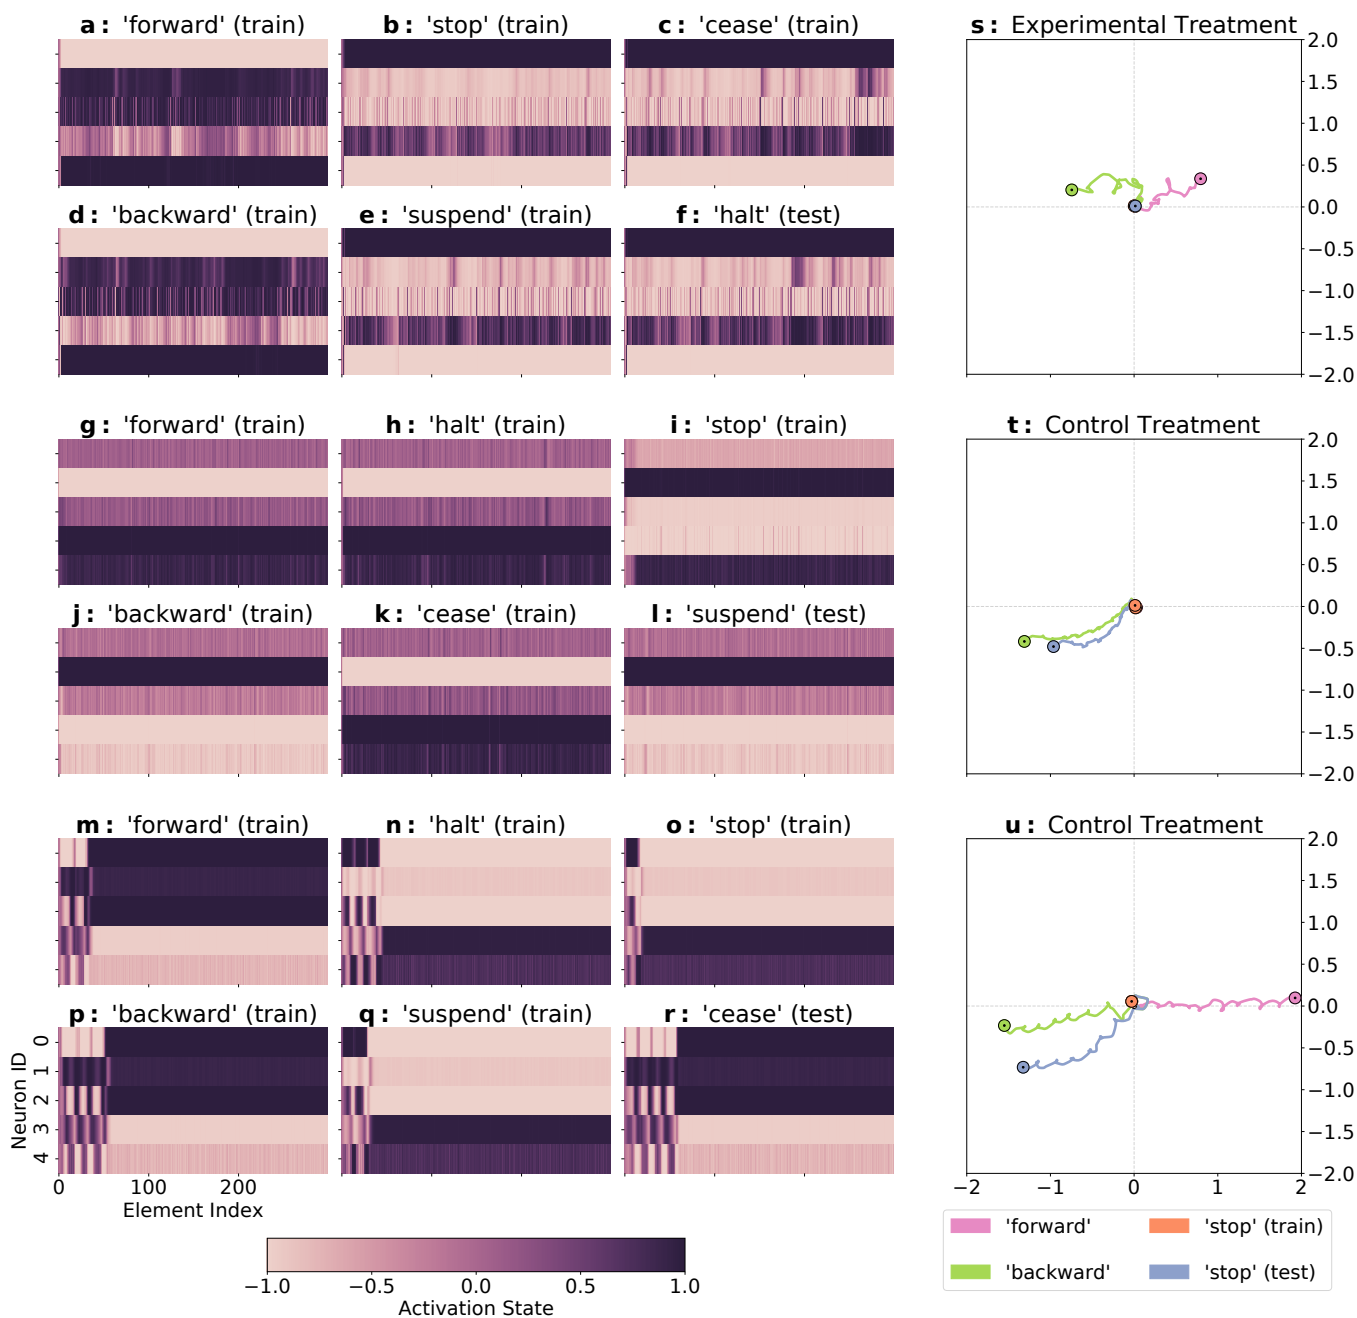 a: 'forward' (train)
b: 'stop' (train)
c: 'cease' (train)
s: Experimental Treatment
2.0
1.5
1.0
0.5
0.0
−0.5
−1.0
−1.5
−2.0
d: 'backward' (train)
e: 'suspend' (train)
f: 'halt' (test)
g: 'forward' (train)
h: 'halt' (train)
i: 'stop' (train)
t: Control Treatment
2.0
1.5
1.0
0.5
0.0
−0.5
−1.0
−1.5
−2.0
j: 'backward' (train)
k: 'cease' (train)
l: 'suspend' (test)
m: 'forward' (train)
n: 'halt' (train)
o: 'stop' (train)
u: Control Treatment
2.0
1.5
1.0
0.5
0.0
−0.5
−1.0
−1.5
−2.0
−2 −1 0 1 2
p: 'backward' (train)
q: 'suspend' (train)
r: 'cease' (test)
Neuron ID
0
1
2
3
4
0 100 200
Element Index
−1.0 −0.5 0.0 0.5 1.0
Activation State
'forward'
'stop' (train)
'backward'
'stop' (test)